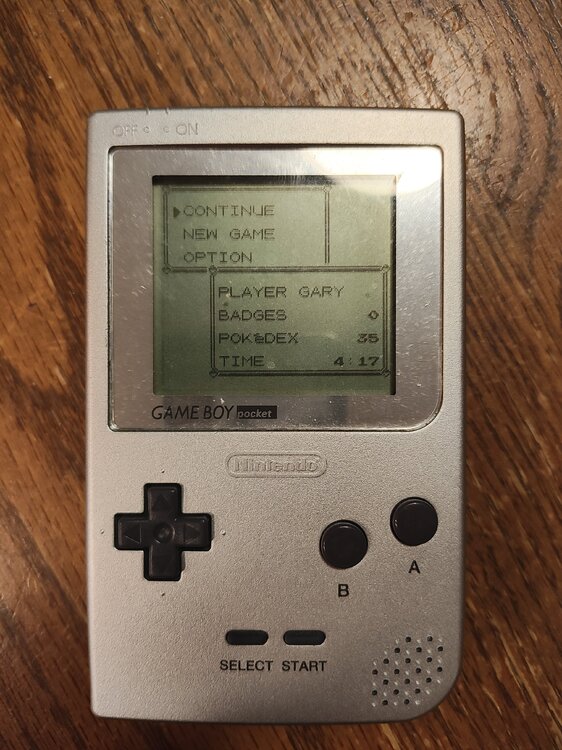 OFF ON
CONTINUE
NEW GAME
OPTION
PLAYER GARY
BADGES 0
POKéDEX 35
TIME 4:17
GAME BOY pocket
Nintendo
B
A
SELECT START